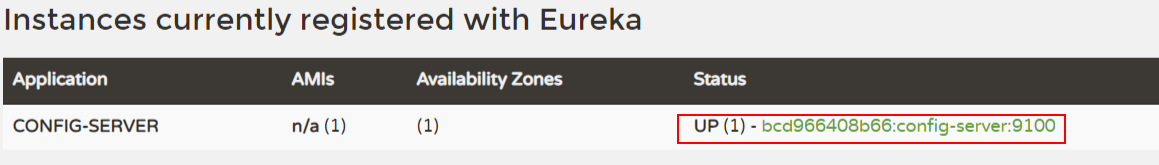 Instances currently registered with Eureka
Application AMIs Availability Zones Status
CONFIG-SERVER n/a (1) (1) UP (1) - bcd966408b66:config-server:9100